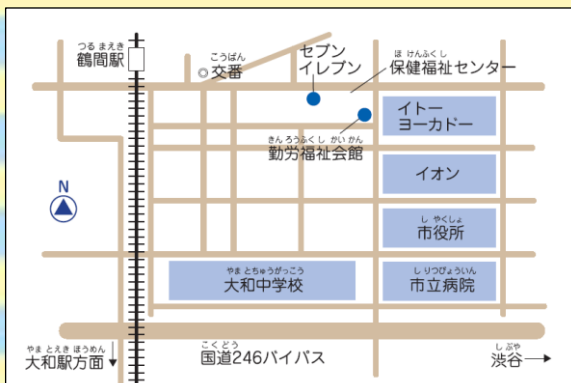 つるまえき
鶴間駅
こうばん
交番
セブン
イレブン
ほけんふくし
保健福祉センター
イトー
ヨーカドー
きんろうふくしかいかん
勤労福祉会館
イオン
N
しやくしょ
市役所
やまとちゅうがっこう
大和中学校
しりつびょういん
市立病院
やまとえきほうめん
大和駅方面
こくどう
国道246バイパス
しぶや
渋谷